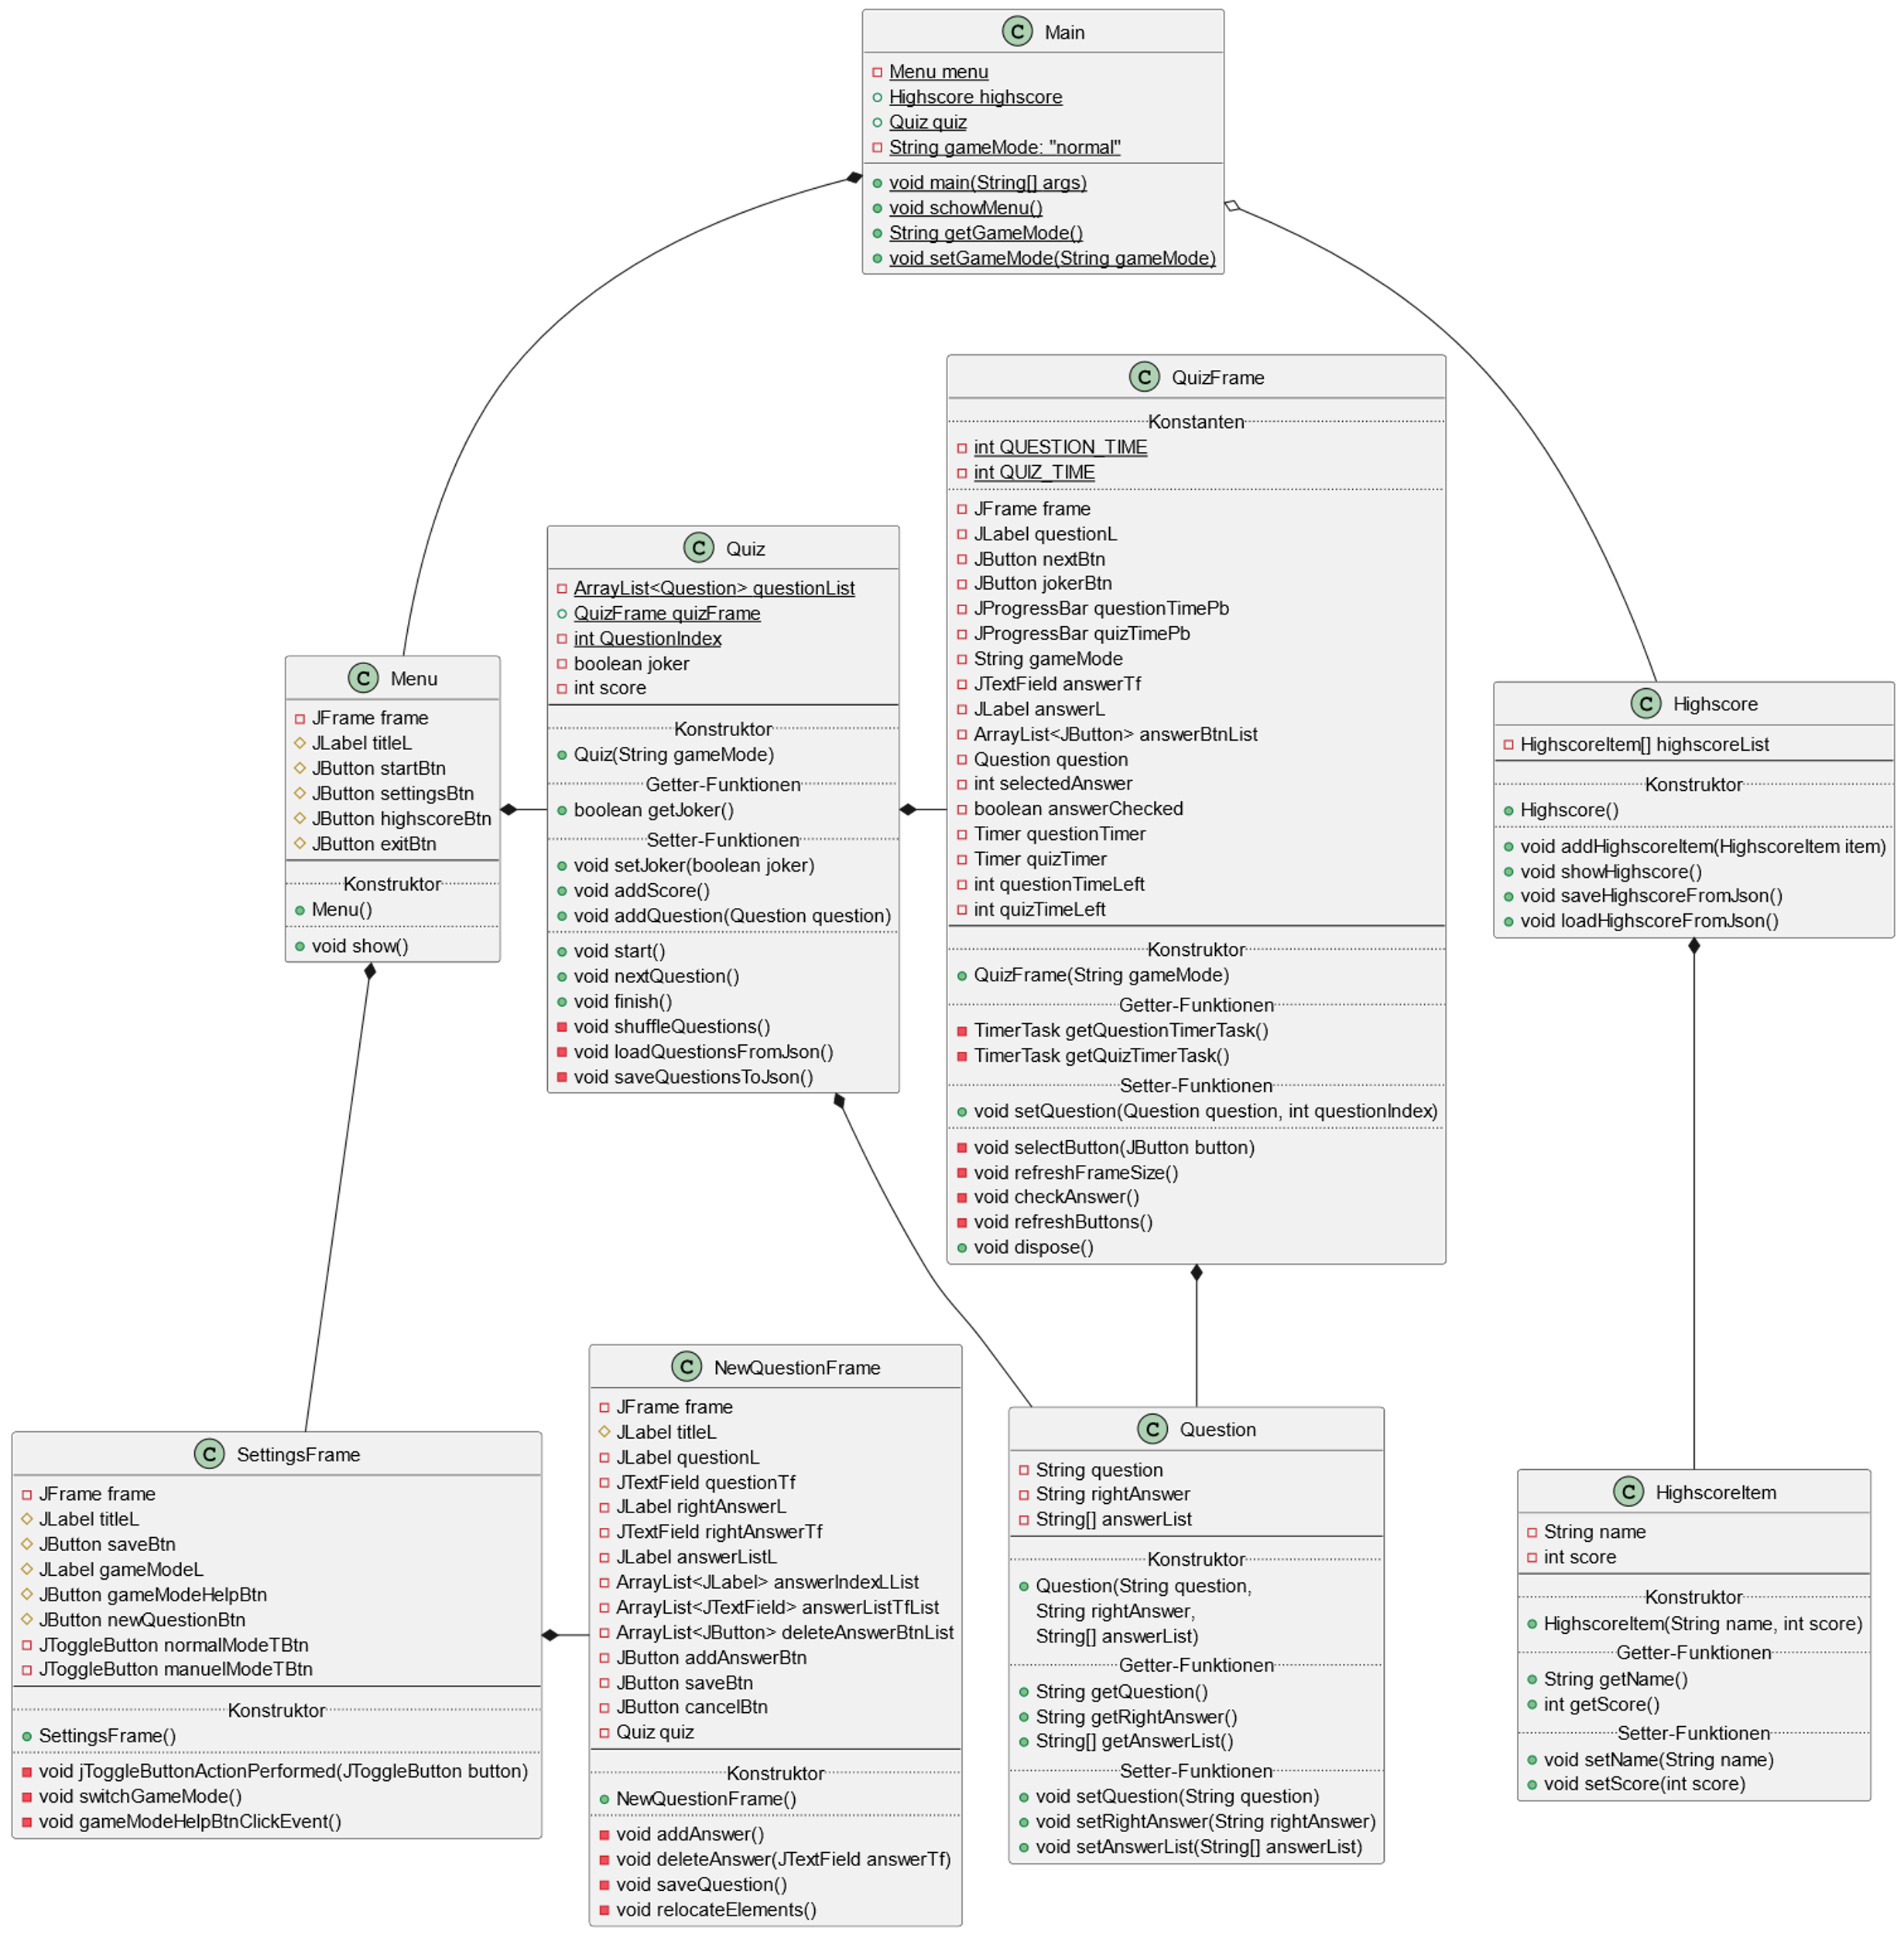 C Main
Menu menu
Highscore highscore
Quiz quiz
String gameMode: "normal"
void main(String[] args)
void schowMenu()
String getGameMode()
void setGameMode(String gameMode)
C QuizFrame
Konstanten
int QUESTION_TIME
int QUIZ_TIME
JFrame frame
JLabel questionL
JButton nextBtn
JButton jokerBtn
JProgressBar questionTimePb
JProgressBar quizTimePb
String gameMode
JTextField answerTf
JLabel answerL
ArrayList<JButton> answerBtnList
Question question
int selectedAnswer
boolean answerChecked
Timer questionTimer
Timer quizTimer
int questionTimeLeft
int quizTimeLeft
Konstruktor
QuizFrame(String gameMode)
Getter-Funktionen
TimerTask getQuestionTimerTask()
TimerTask getQuizTimerTask()
Setter-Funktionen
void setQuestion(Question question, int questionIndex)
void selectButton(JButton button)
void refreshFrameSize()
void checkAnswer()
void refreshButtons()
void dispose()
C Quiz
ArrayList<Question> questionList
QuizFrame quizFrame
int QuestionIndex
boolean joker
int score
Konstruktor
Quiz(String gameMode)
Getter-Funktionen
boolean getJoker()
Setter-Funktionen
void setJoker(boolean joker)
void addScore()
void addQuestion(Question question)
void start()
void nextQuestion()
void finish()
void shuffleQuestions()
void loadQuestionsFromJson()
void saveQuestionsToJson()
C Menu
JFrame frame
JLabel titleL
JButton startBtn
JButton settingsBtn
JButton highscoreBtn
JButton exitBtn
Konstruktor
Menu()
void show()
C Highscore
HighscoreItem[] highscoreList
Konstruktor
Highscore()
void addHighscoreItem(HighscoreItem item)
void showHighscore()
void saveHighscoreFromJson()
void loadHighscoreFromJson()
C SettingsFrame
JFrame frame
JLabel titleL
JButton saveBtn
JLabel gameModeL
JButton gameModeHelpBtn
JButton newQuestionBtn
JToggleButton normalModeTBtn
JToggleButton manuelModeTBtn
Konstruktor
SettingsFrame()
void jToggleButtonActionPerformed(JToggleButton button)
void switchGameMode()
void gameModeHelpBtnClickEvent()
C NewQuestionFrame
JFrame frame
JLabel titleL
JLabel questionL
JTextField questionTf
JLabel rightAnswerL
JTextField rightAnswerTf
JLabel answerListL
ArrayList<JLabel> answerIndexLList
ArrayList<JTextField> answerListTfList
ArrayList<JButton> deleteAnswerBtnList
JButton addAnswerBtn
JButton saveBtn
JButton cancelBtn
Quiz quiz
Konstruktor
NewQuestionFrame()
void addAnswer()
void deleteAnswer(JTextField answerTf)
void saveQuestion()
void relocateElements()
C Question
String question
String rightAnswer
String[] answerList
Konstruktor
Question(String question,
String rightAnswer,
String[] answerList)
Getter-Funktionen
String getQuestion()
String getRightAnswer()
String[] getAnswerList()
Setter-Funktionen
void setQuestion(String question)
void setRightAnswer(String rightAnswer)
void setAnswerList(String[] answerList)
C HighscoreItem
String name
int score
Konstruktor
HighscoreItem(String name, int score)
Getter-Funktionen
String getName()
int getScore()
Setter-Funktionen
void setName(String name)
void setScore(int score)